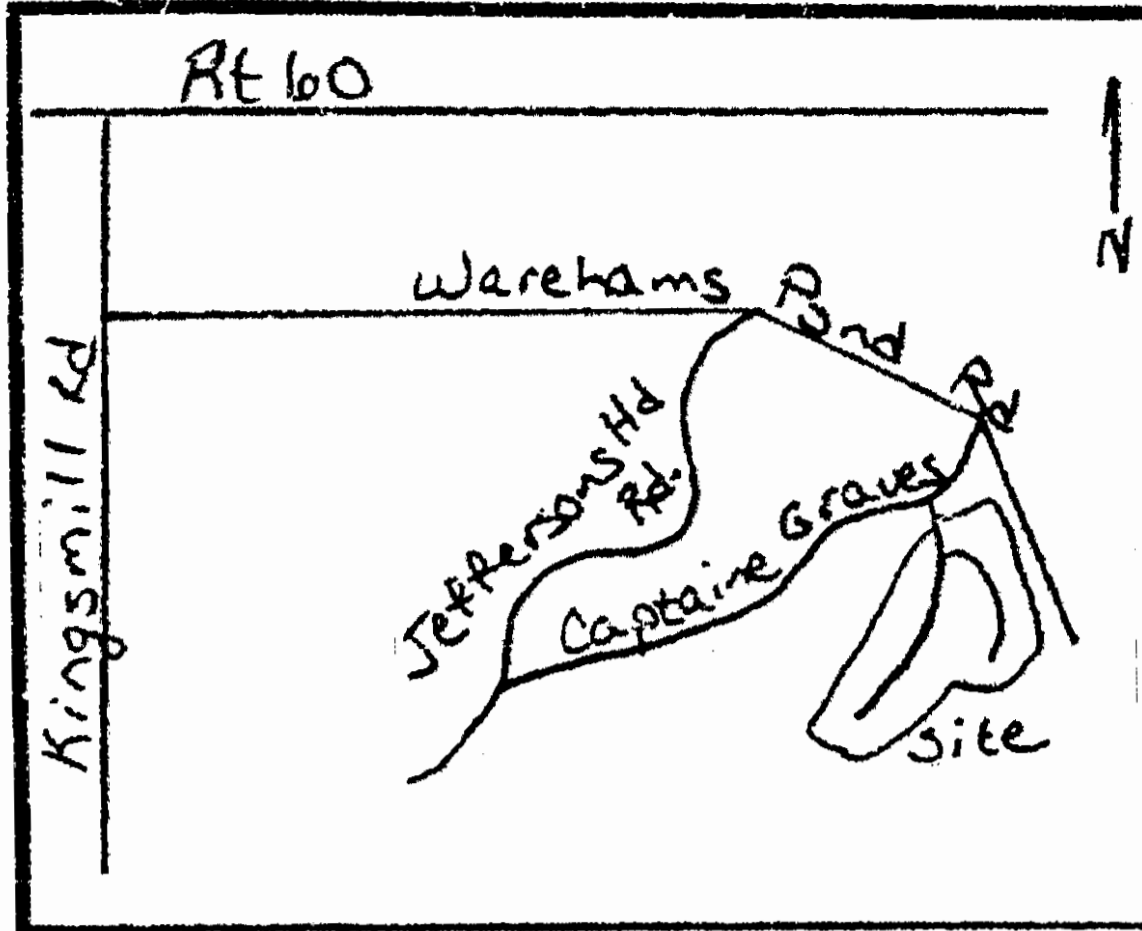 Rt 60
N
Warehams Pond Rd
Kingsmill Rd
Jeffersons Hd
Rd.
Captaine Graves
Site